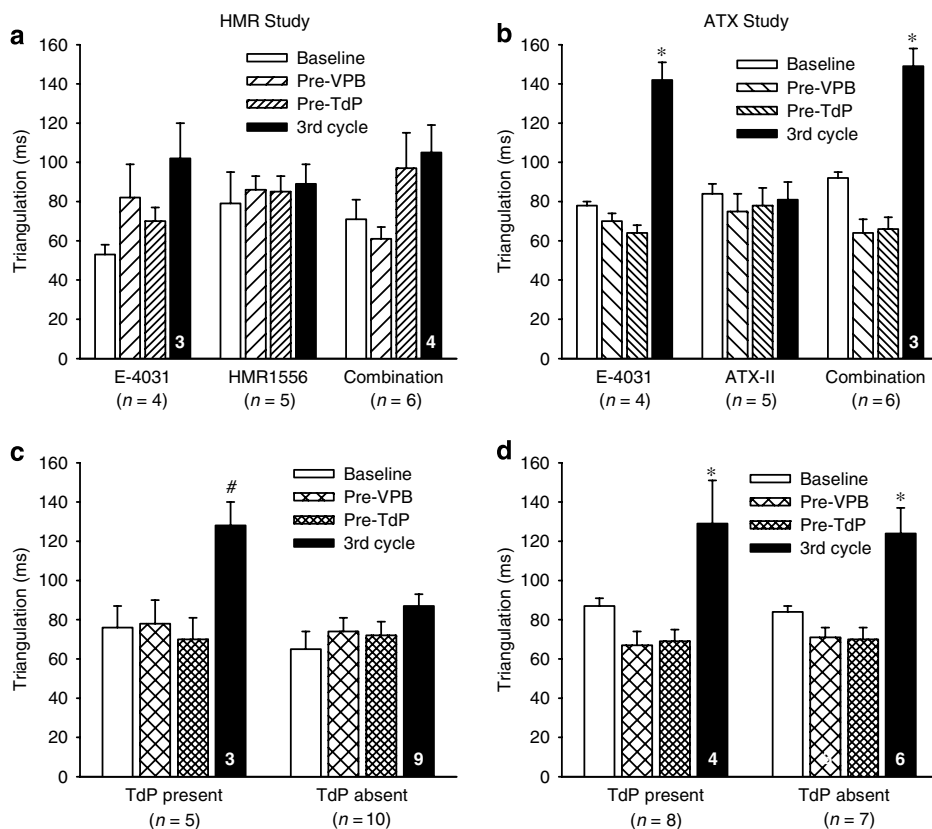 HMR Study
a
Triangulation (ms)
160
140
120
100
80
60
40
20
0
Baseline
Pre-VPB
Pre-TdP
3rd cycle
3
4
E-4031
HMR1556
Combination
(n = 4)
(n = 5)
(n = 6)
ATX Study
b
Triangulation (ms)
160
140
120
100
80
60
40
20
0
Baseline
Pre-VPB
Pre-TdP
3rd cycle
*
*
3
E-4031
ATX-II
Combination
(n = 4)
(n = 5)
(n = 6)
c
Triangulation (ms)
160
140
120
100
80
60
40
20
0
Baseline
Pre-VPB
Pre-TdP
3rd cycle
#
3
9
TdP present
TdP absent
(n = 5)
(n = 10)
d
Triangulation (ms)
160
140
120
100
80
60
40
20
0
Baseline
Pre-VPB
Pre-TdP
3rd cycle
*
*
4
6
TdP present
TdP absent
(n = 8)
(n = 7)